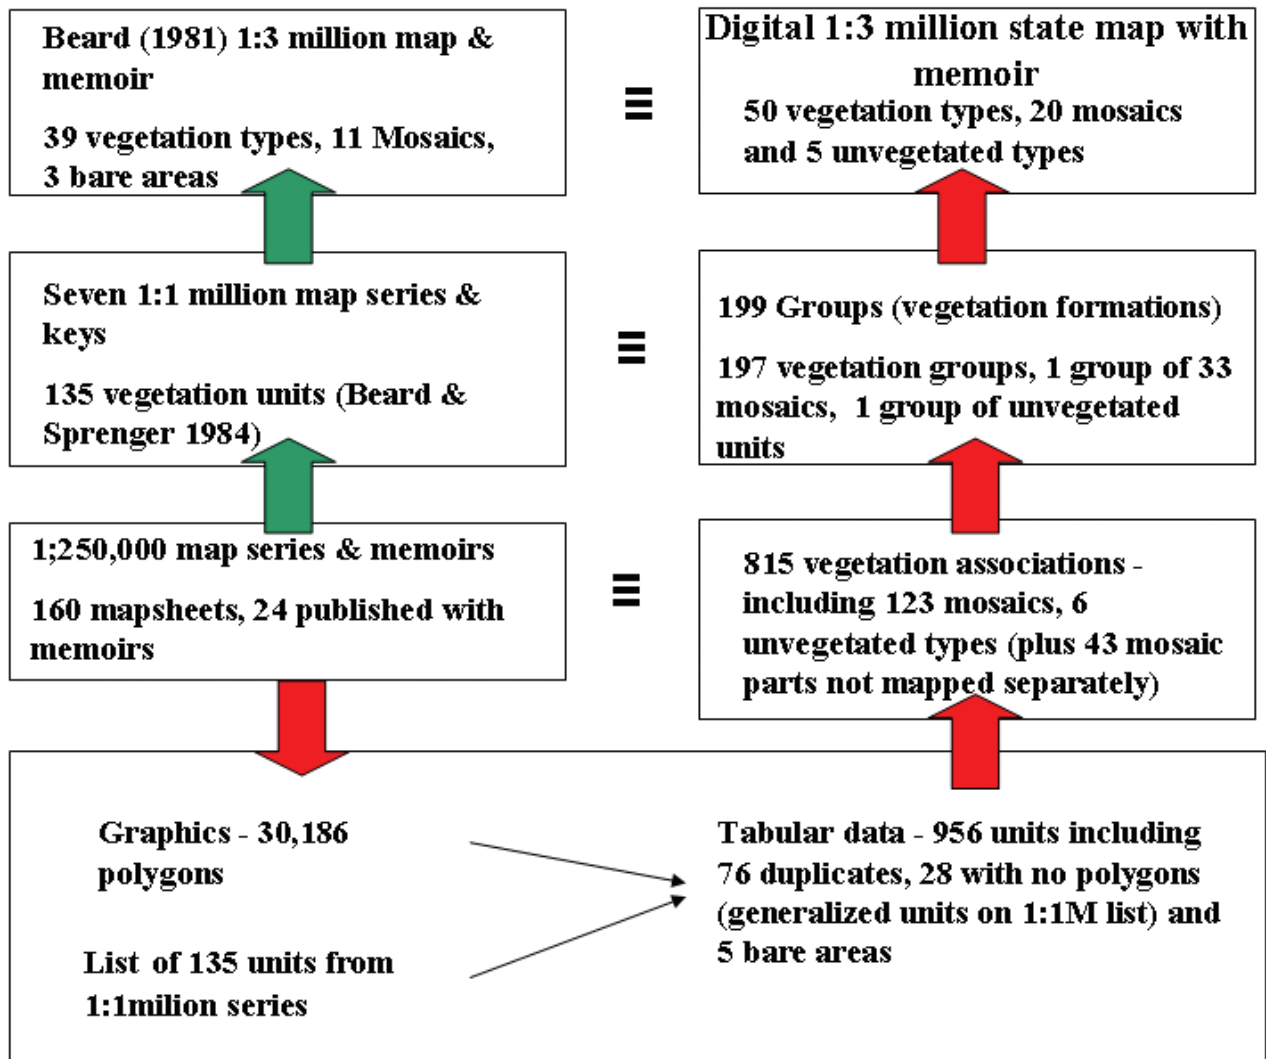 Beard (1981) 1:3 million map &
memoir
39 vegetation types, 11 Mosaics,
3 bare areas
≡
Digital 1:3 million state map with
memoir
50 vegetation types, 20 mosaics
and 5 unvegetated types
Seven 1:1 million map series &
keys
135 vegetation units (Beard &
Sprenger 1984)
≡
199 Groups (vegetation formations)
197 vegetation groups, 1 group of 33
mosaics, 1 group of unvegetated
units
1;250,000 map series & memoirs
160 mapsheets, 24 published with
memoirs
≡
815 vegetation associations -
including 123 mosaics, 6
unvegetated types (plus 43 mosaic
parts not mapped separately)
Graphics - 30,186
polygons
List of 135 units from
1:1milion series
Tabular data - 956 units including
76 duplicates, 28 with no polygons
(generalized units on 1:1M list) and
5 bare areas